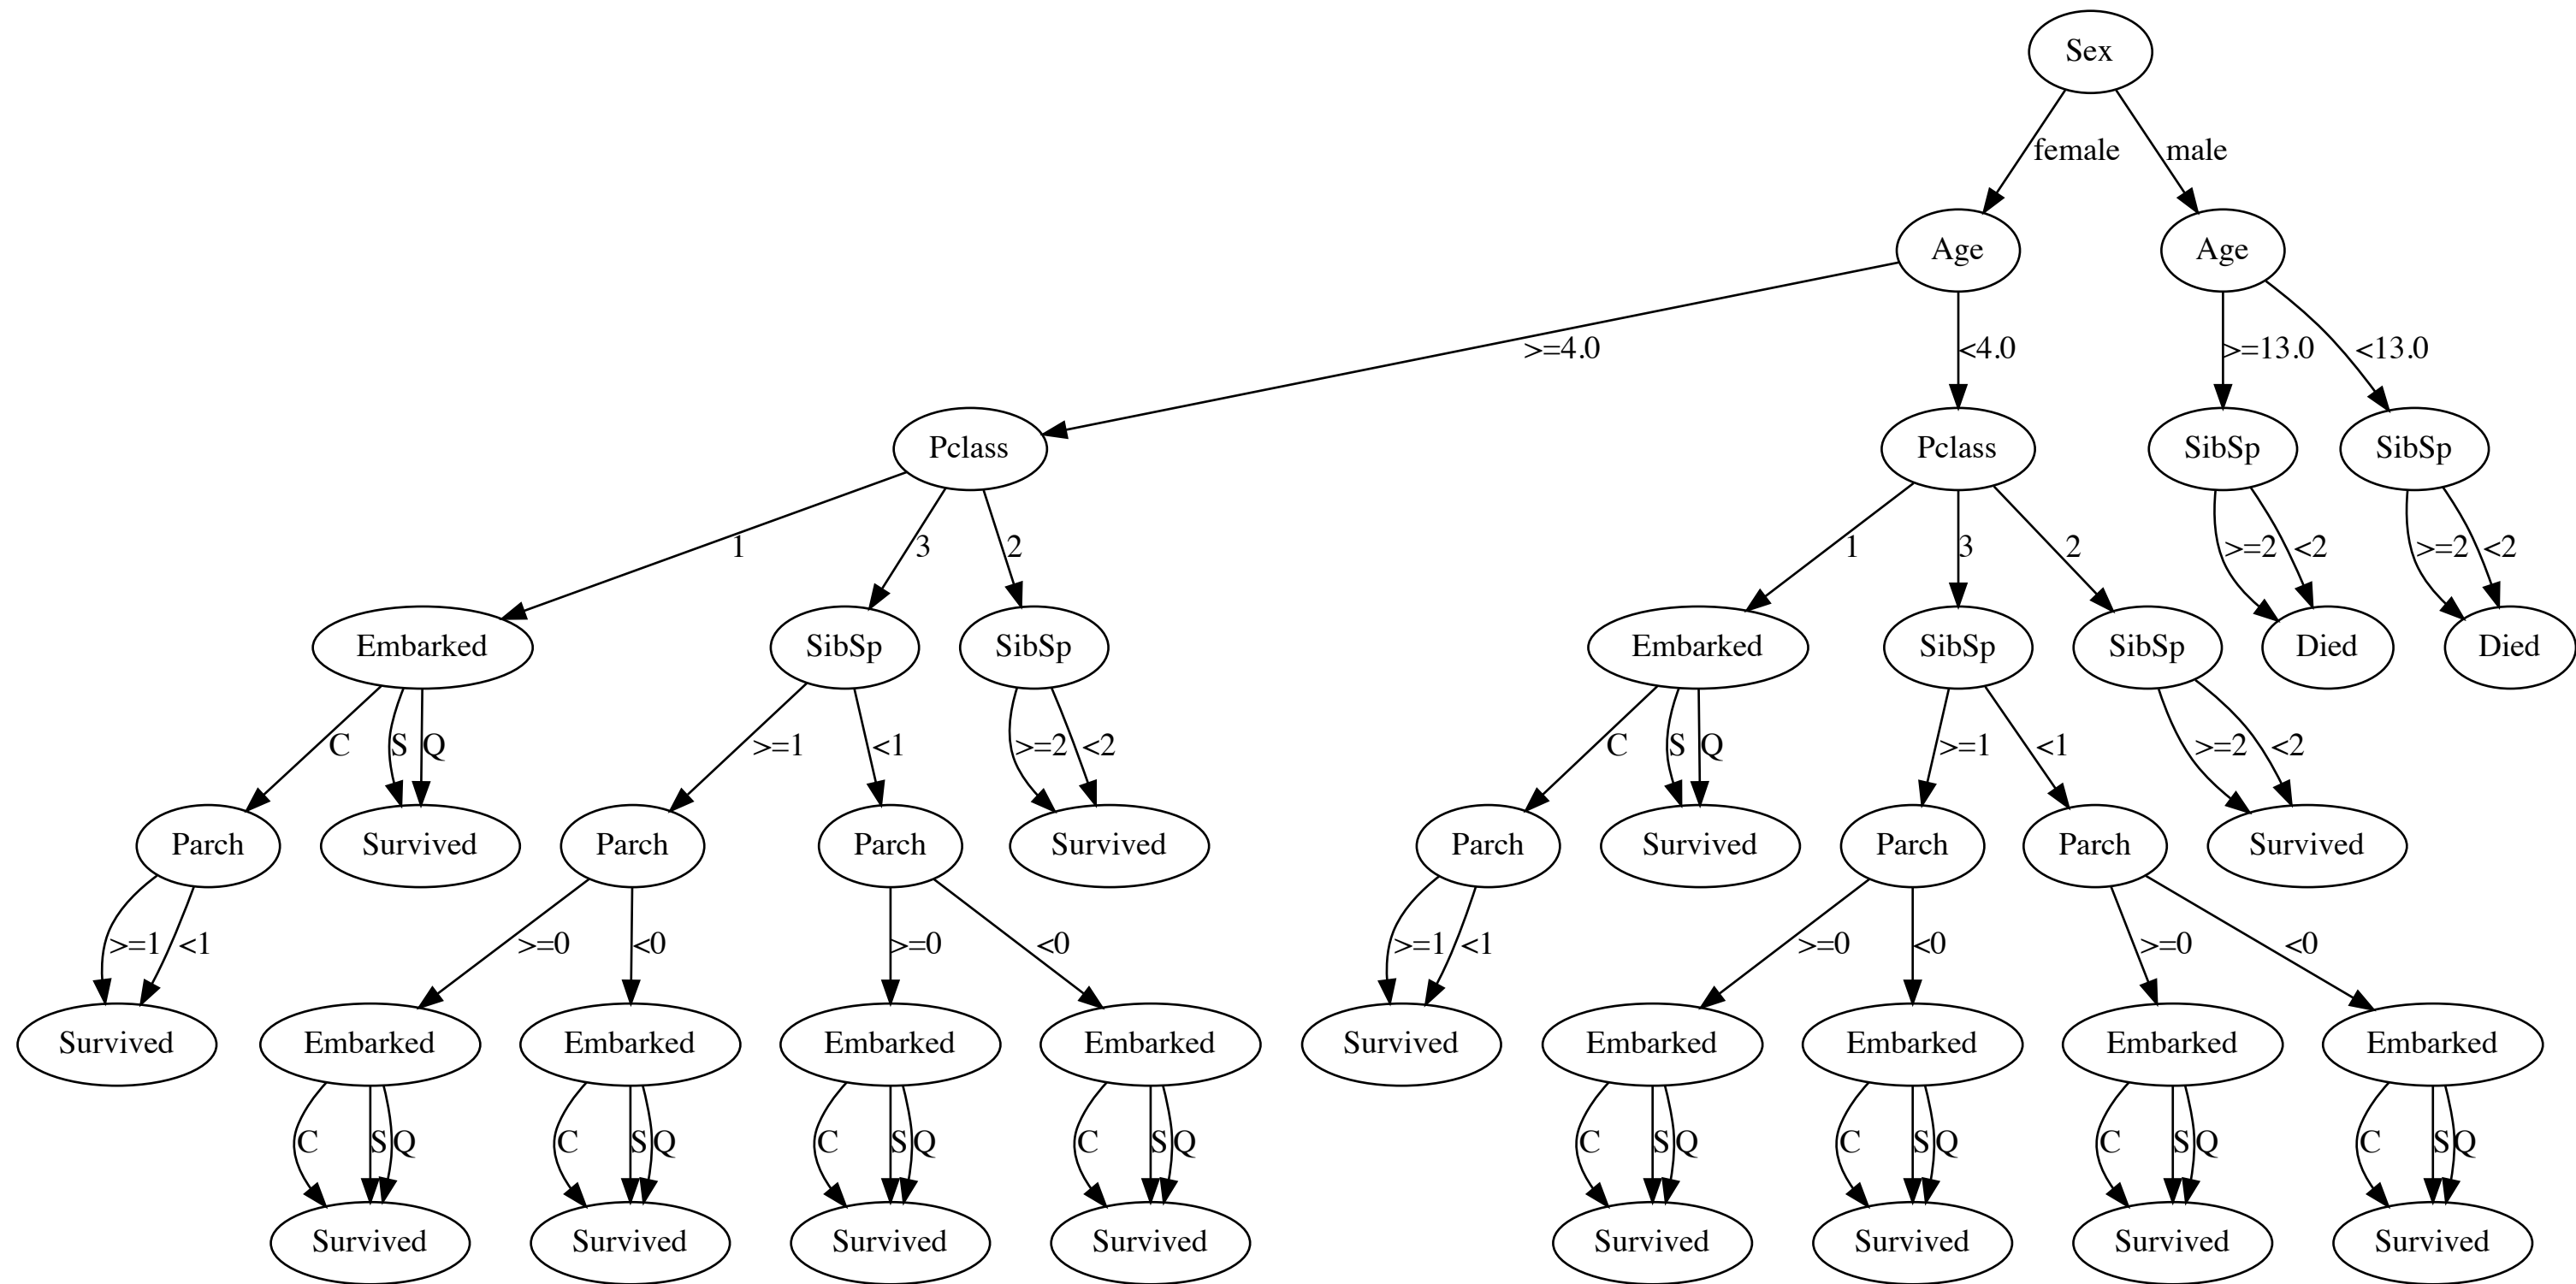 Sex
female male
Age Age
>=4.0 <4.0 >=13.0 <13.0
Pclass Pclass SibSp SibSp
1 3 2 1 3 2 >=2 <2 >=2 <2
Embarked SibSp SibSp Embarked SibSp SibSp Died Died
C S Q >=1 <1 >=2 <2 C S Q >=1 <1 >=2 <2
Parch Survived Parch Parch Survived Parch Survived Parch Parch Survived
>=1 <1 >=0 <0 >=0 <0 >=1 <1 >=0 <0 >=0 <0
Survived Embarked Embarked Embarked Embarked Survived Embarked Embarked Embarked Embarked
C S Q C S Q C S Q C S Q C S Q C S Q C S Q C S Q
Survived Survived Survived Survived Survived Survived Survived Survived